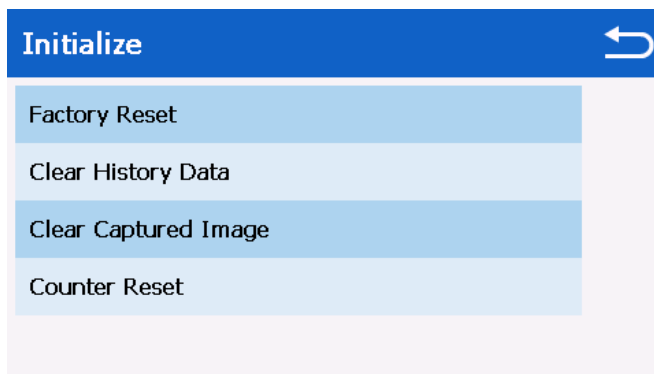 Initialize
Factory Reset
Clear History Data
Clear Captured Image
Counter Reset